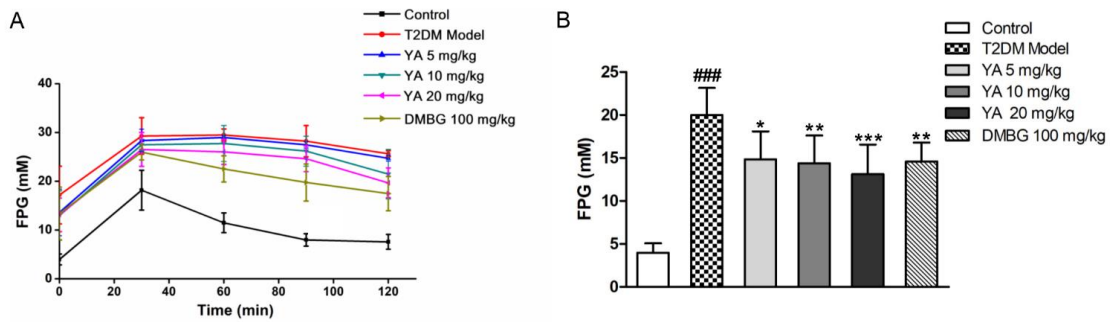 A
Control
T2DM Model
YA 5 mg/kg
YA 10 mg/kg
YA 20 mg/kg
DMBG 100 mg/kg
40
30
20
10
0
FPG (mM)
0 20 40 60 80 100 120
Time (min)
B
Control
T2DM Model
YA 5 mg/kg
YA 10 mg/kg
YA 20 mg/kg
DMBG 100 mg/kg
25
20
15
10
5
0
FPG (mM)
###
* ** *** **